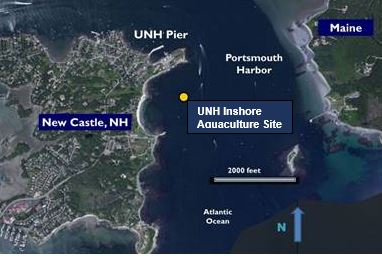 UNH Pier
Maine
Portsmouth
Harbor
UNH Inshore
Aquaculture Site
New Castle, NH
2000 feet
Atlantic
Ocean
N